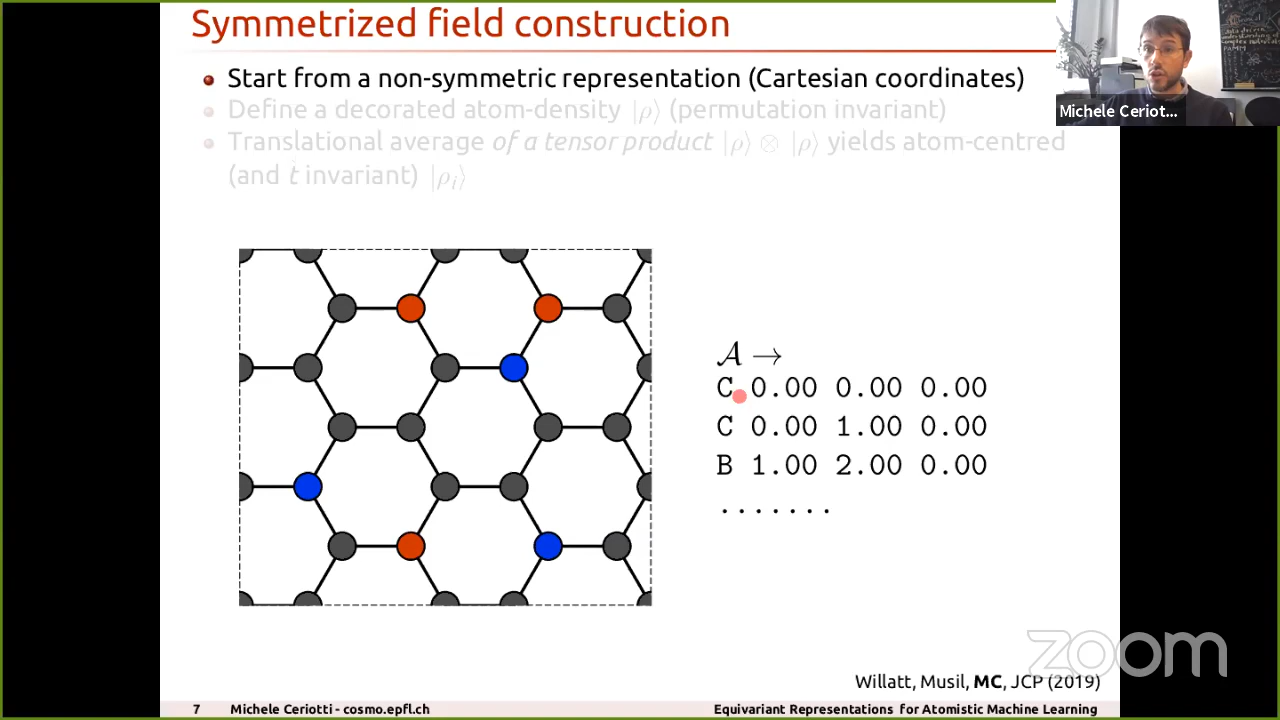 Symmetrized field construction
Start from a non-symmetric representation (Cartesian coordinates)
Define a decorated atom-density |ρ⟩ (permutation invariant)
Translational average of a tensor product |ρ⟩ ⊗ |ρ⟩ yields atom-centred
(and t̂ invariant) |ρᵢ⟩
Michele Ceriot...
𝒜 →
C 0.00 0.00 0.00
C 0.00 1.00 0.00
B 1.00 2.00 0.00
.......
zoom
Willatt, Musil, MC, JCP (2019)
7 Michele Ceriotti - cosmo.epfl.ch Equivariant Representations for Atomistic Machine Learning